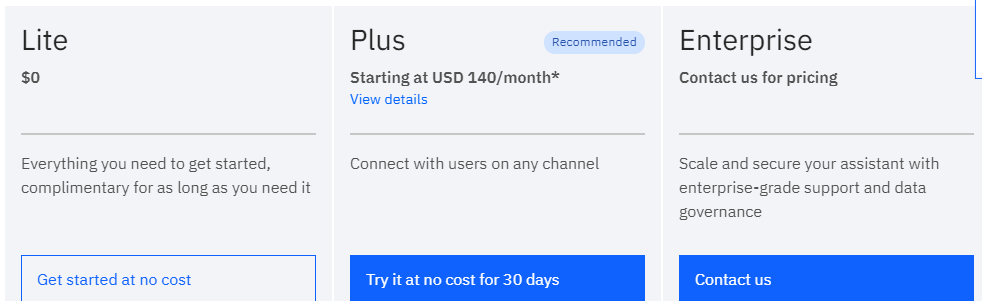 Lite
$0
Everything you need to get started,
complimentary for as long as you need it
Get started at no cost
Plus
Recommended
Starting at USD 140/month*
View details
Connect with users on any channel
Try it at no cost for 30 days
Enterprise
Contact us for pricing
Scale and secure your assistant with
enterprise-grade support and data
governance
Contact us